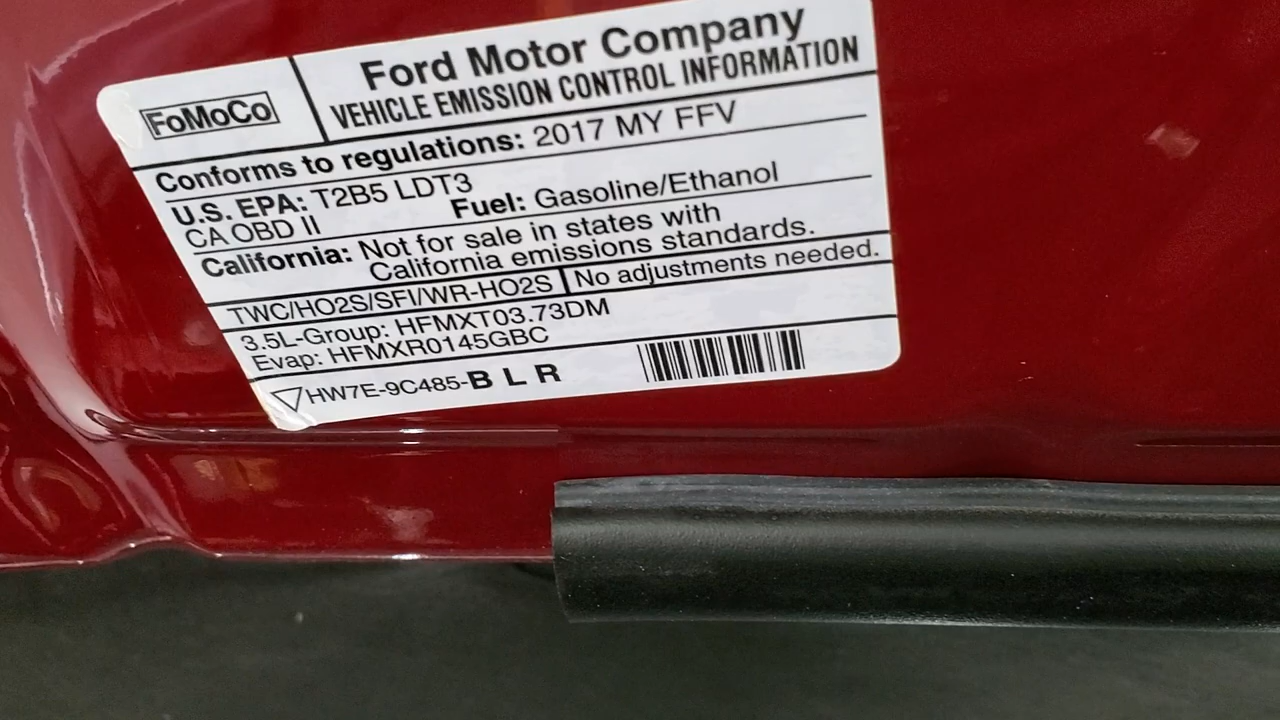 FoMoCo
Ford Motor Company
VEHICLE EMISSION CONTROL INFORMATION
Conforms to regulations: 2017 MY FFV
U.S. EPA: T2B5 LDT3
CA OBD II Fuel: Gasoline/Ethanol
California: Not for sale in states with
California emissions standards.
TWC/HO2S/SFI/WR-HO2S No adjustments needed.
3.5L-Group: HFMXT03.73DM
Evap: HFMXR0145GBC
HW7E-9C485-B L R